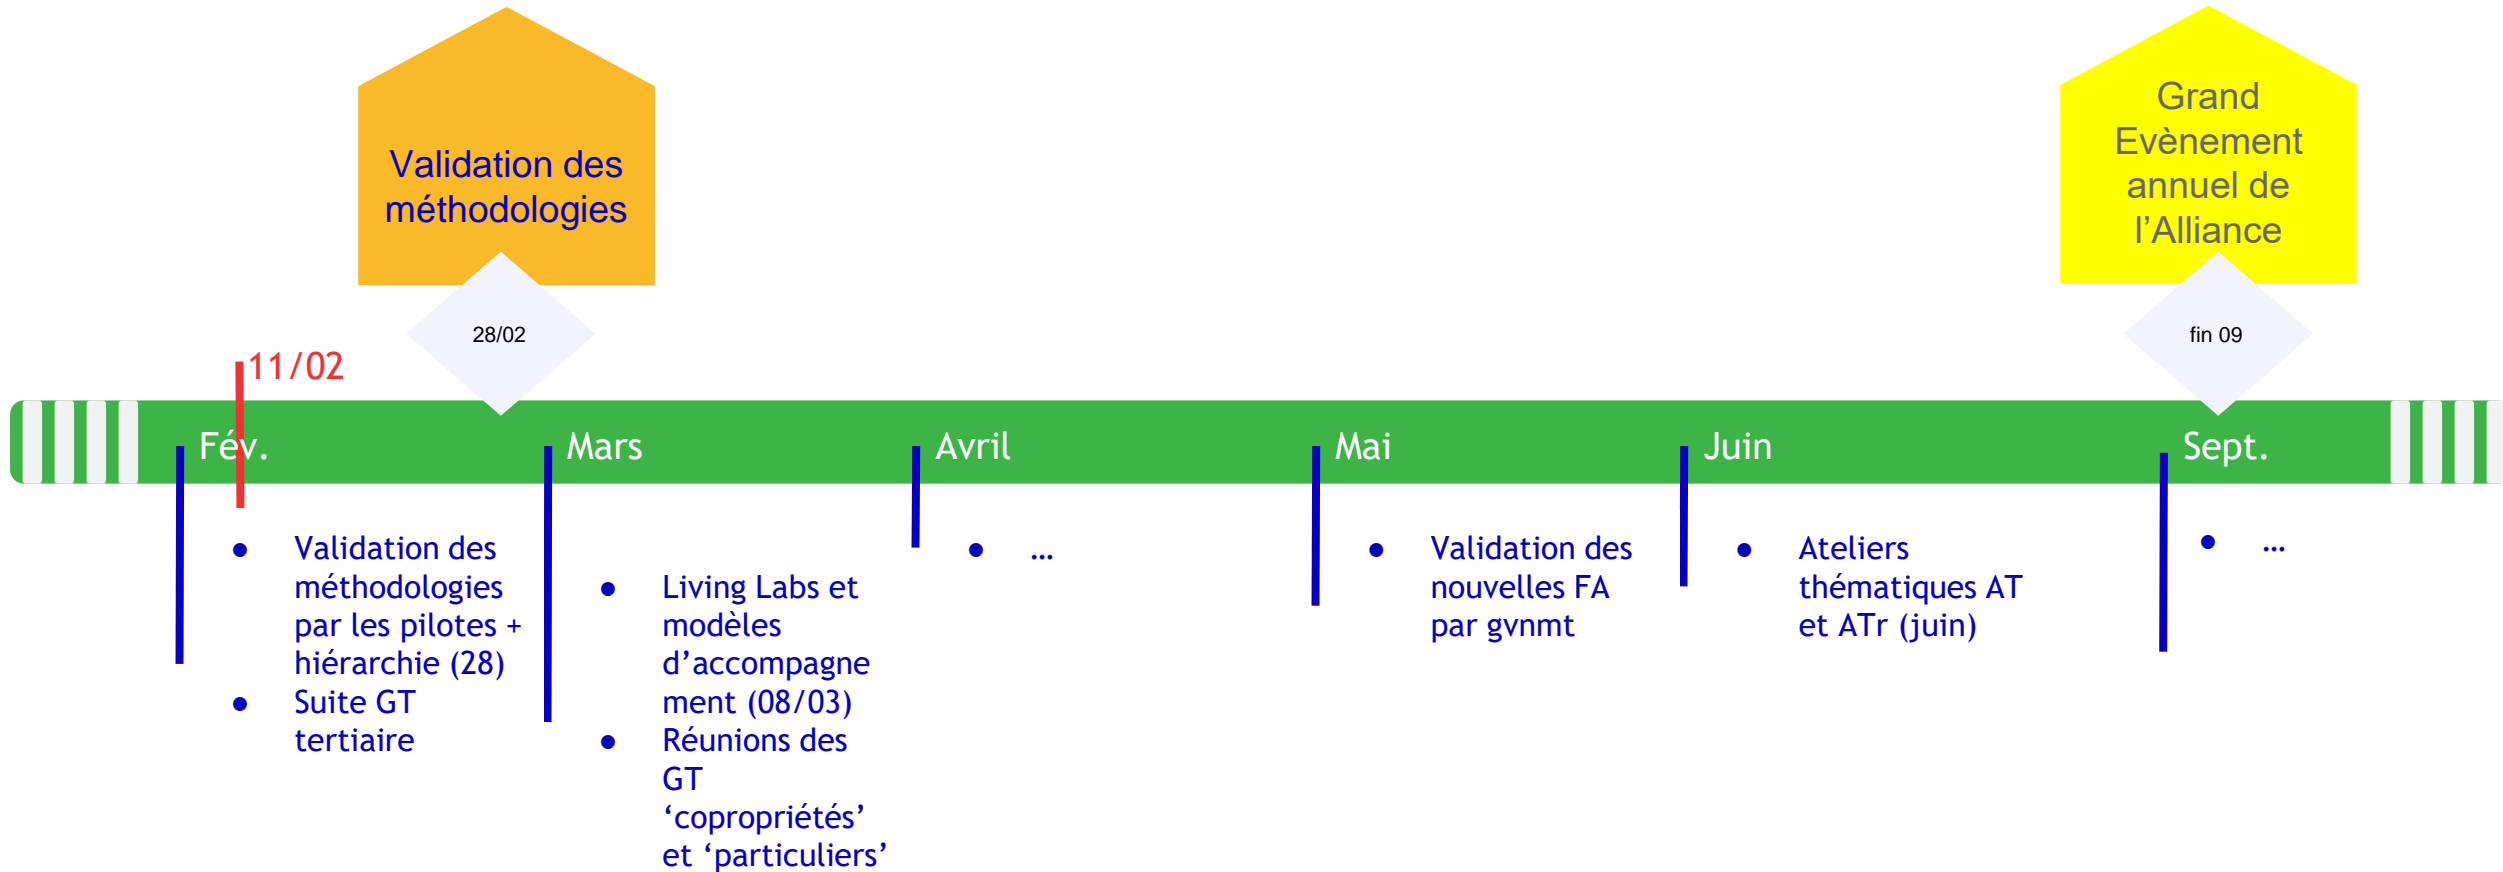 Validation des
méthodologies
28/02
Grand
Evènement
annuel de
l’Alliance
fin 09
11/02
Fév.
Mars
Avril
Mai
Juin
Sept.
● Validation des
méthodologies
par les pilotes +
hiérarchie (28)
● Suite GT
tertiaire
● Living Labs et
modèles
d’accompagne
ment (08/03)
● Réunions des
GT
‘copropriétés’
et ‘particuliers’
● …
● Validation des
nouvelles FA
par gvnmt
● Ateliers
thématiques AT
et ATr (juin)
● …